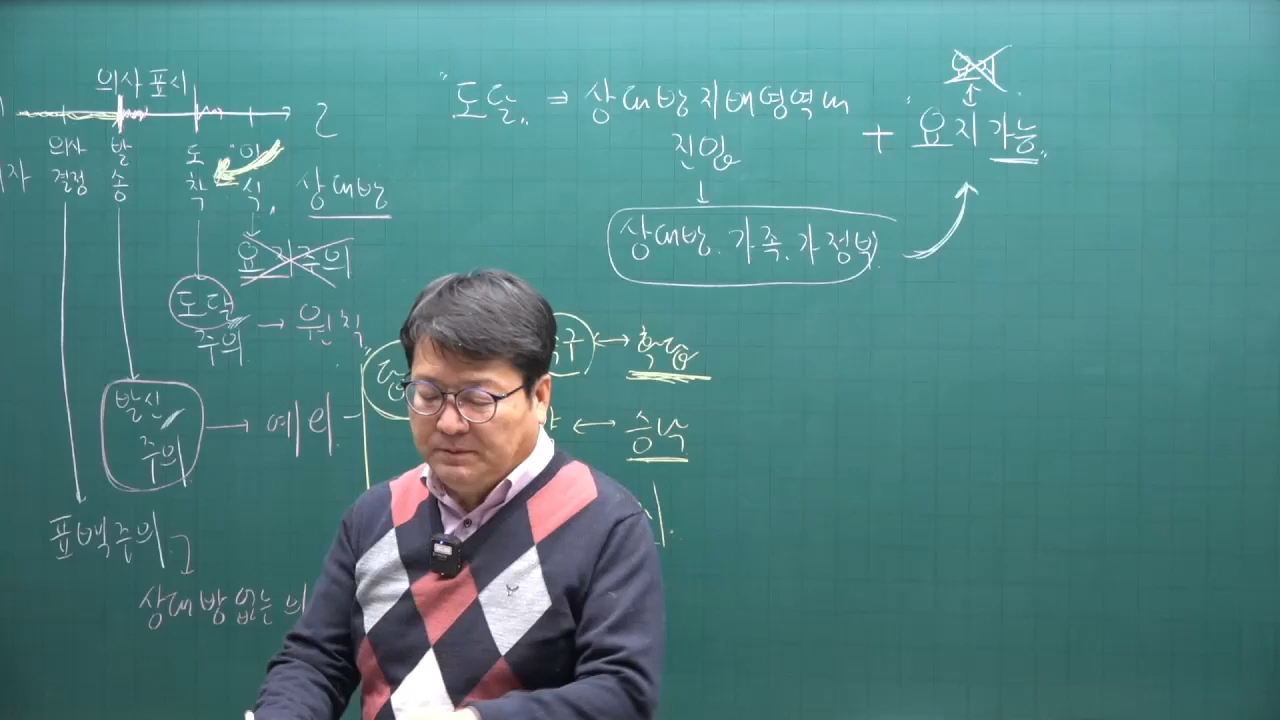 의사표시
의사 결정
발송
도착
인식
상대방
요지주의
도달주의 → 원칙
발신주의 → 예외
표백주의
상대방 없는 의
"도달" ⇒ 상대방 지배영역내 진입
↓
상대방, 가족, 가정부
+ "요지 가능"
↔ 확답
↔ 승낙